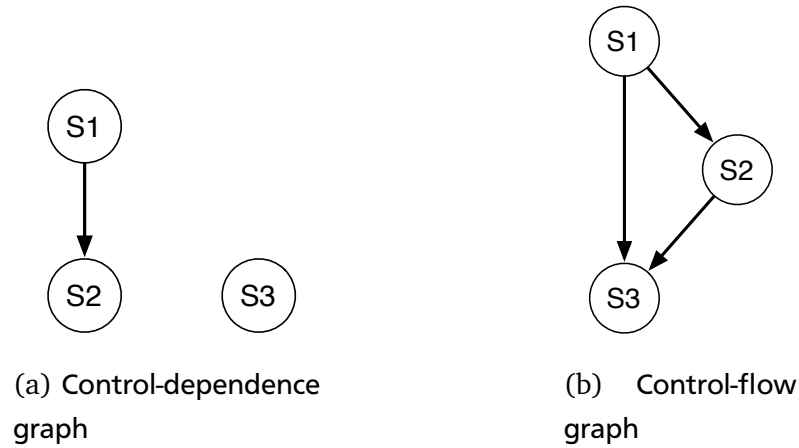 S1
S2
S3
(a) Control-dependence
graph
S1
S2
S3
(b) Control-flow
graph